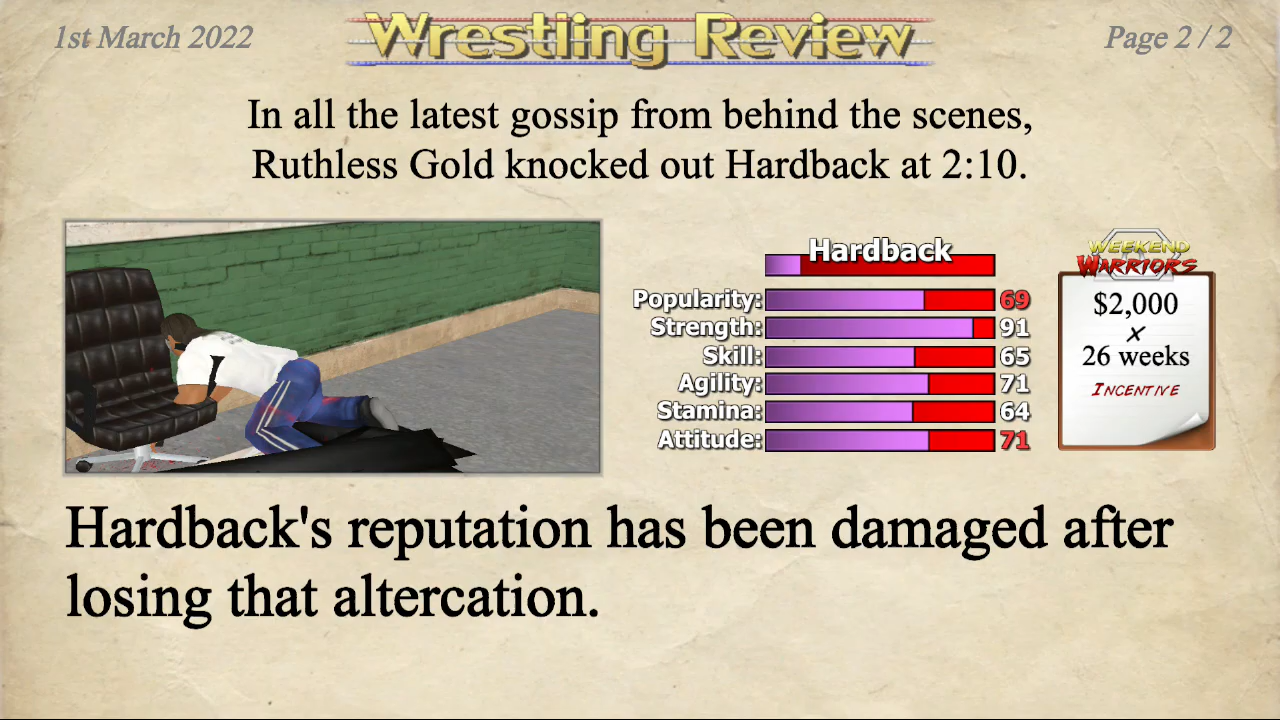 1st March 2022
Wrestling Review
Page 2 / 2
In all the latest gossip from behind the scenes,
Ruthless Gold knocked out Hardback at 2:10.
Hardback
Popularity: 69
Strength: 91
Skill: 65
Agility: 71
Stamina: 64
Attitude: 71
WEEKEND
WARRIORS
$2,000
x
26 weeks
INCENTIVE
Hardback's reputation has been damaged after
losing that altercation.